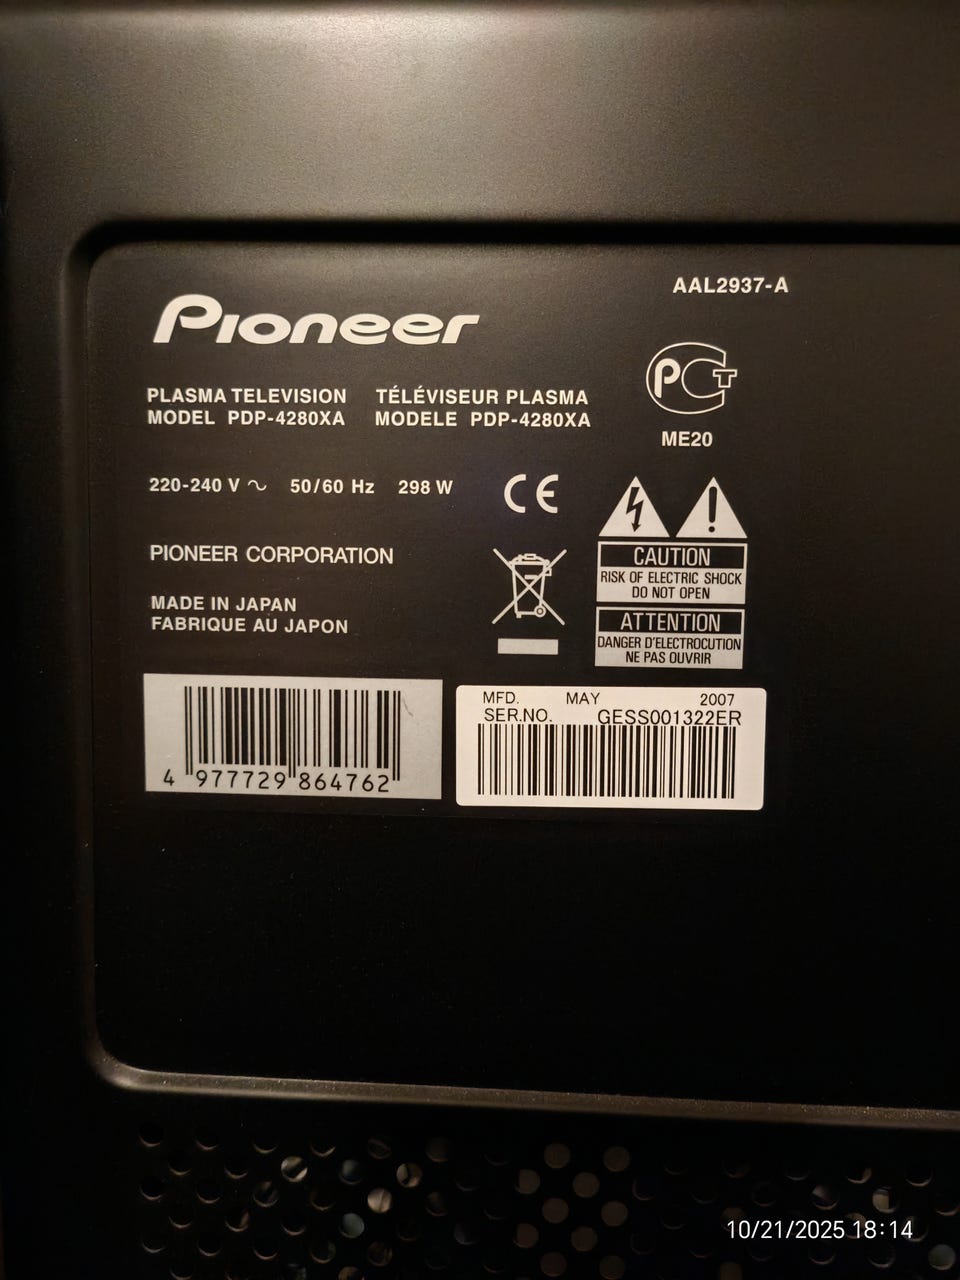 AAL2937-A
Pioneer
PLASMA TELEVISION TÉLÉVISEUR PLASMA
MODEL PDP-4280XA MODELE PDP-4280XA
PCT
ME20
220-240 V ~ 50/60 Hz 298 W
CE
PIONEER CORPORATION
CAUTION
RISK OF ELECTRIC SHOCK
DO NOT OPEN
MADE IN JAPAN
FABRIQUE AU JAPON
ATTENTION
DANGER D'ELECTROCUTION
NE PAS OUVRIR
MFD. MAY 2007
SER.NO. GESS001322ER
4 977729 864762
10/21/2025 18:14